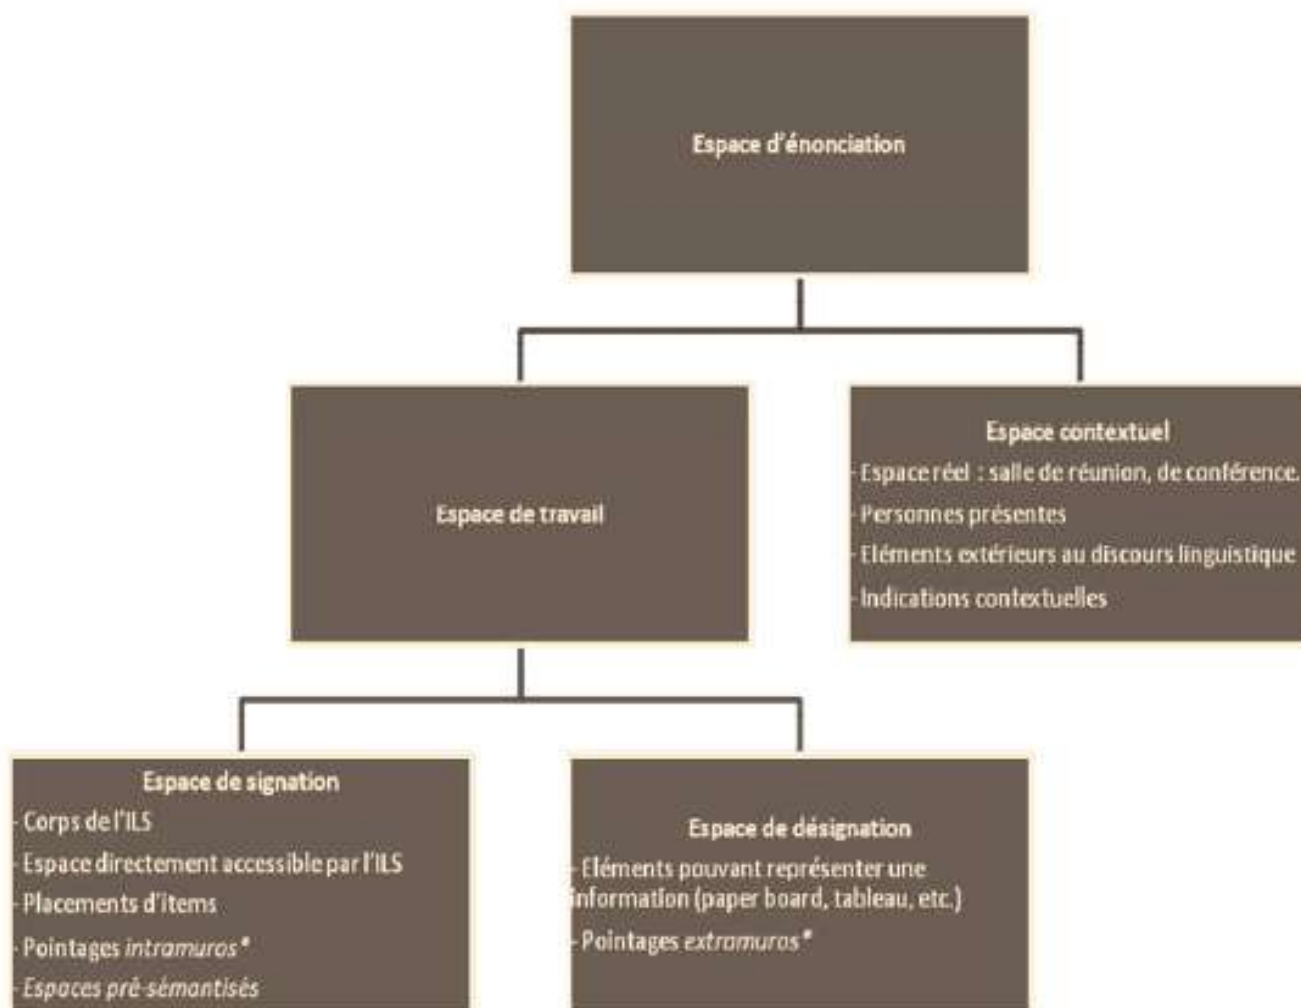 Espace d'énonciation
Espace de travail
Espace contextuel
- Espace réel : salle de réunion, de conférence.
- Personnes présentes
- Eléments extérieurs au discours linguistique
- Indications contextuelles
Espace de signation
- Corps de l'ILS
- Espace directement accessible par l'ILS
- Placements d'items
- Pointages intramuros*
- Espaces pré-sémantisés
Espace de désignation
- Eléments pouvant représenter une
information (paper board, tableau, etc.)
- Pointages extramuros*